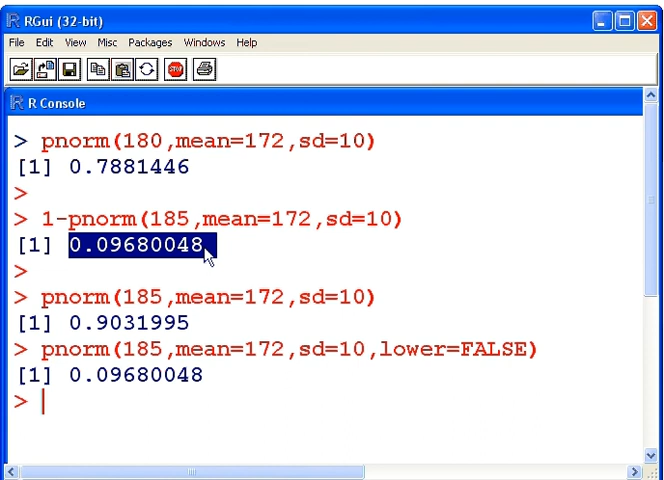 RGui (32-bit)
File Edit View Misc Packages Windows Help
STOP
R Console
> pnorm(180,mean=172,sd=10)
[1] 0.7881446
>
> 1-pnorm(185,mean=172,sd=10)
[1] 0.09680048
>
> pnorm(185,mean=172,sd=10)
[1] 0.9031995
> pnorm(185,mean=172,sd=10,lower=FALSE)
[1] 0.09680048
>